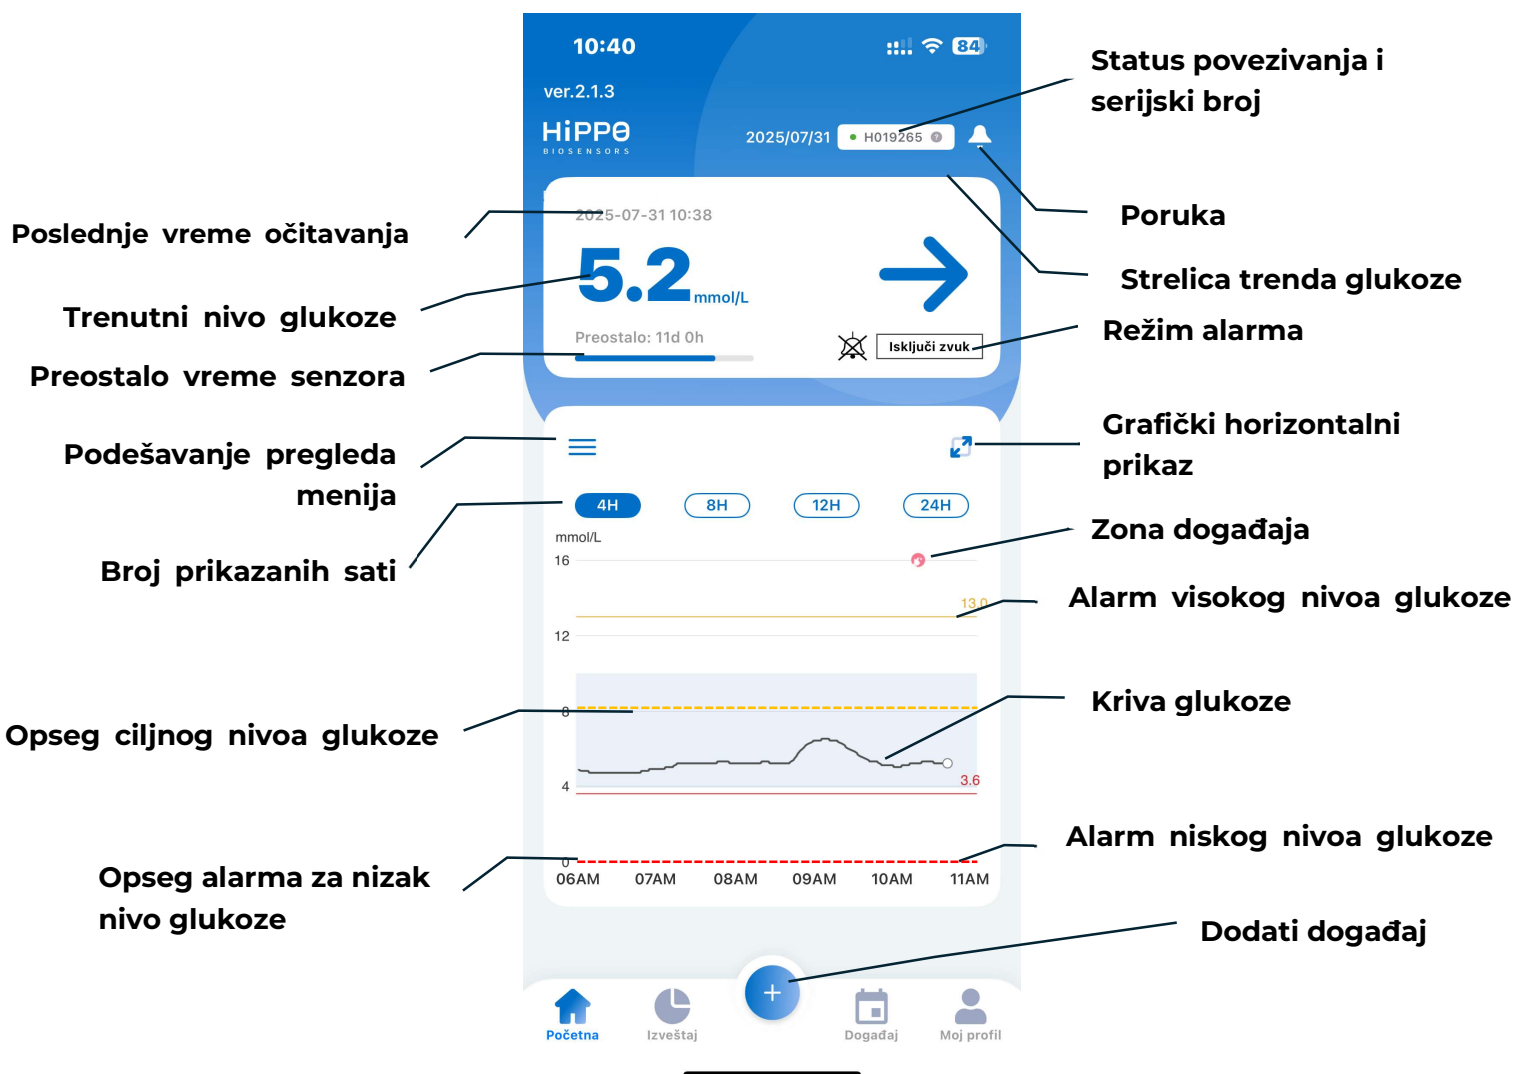 10:40
84
ver.2.1.3
HiPPO
BIOSENSORS
2025/07/31
H019265
?
Status povezivanja i
serijski broj
Poruka
Strelica trenda glukoze
Režim alarma
Poslednje vreme očitavanja
Trenutni nivo glukoze
Preostalo vreme senzora
2025-07-31 10:38
5.2 mmol/L
Preostalo: 11d 0h
Isključi zvuk
Podešavanje pregleda
menija
Broj prikazanih sati
Grafički horizontalni
prikaz
4H 8H 12H 24H
mmol/L
16
Zona događaja
13.0
Alarm visokog nivoa glukoze
12
8
Opseg ciljnog nivoa glukoze
Kriva glukoze
4
3.6
Alarm niskog nivoa glukoze
0
Opseg alarma za nizak
nivo glukoze
06AM 07AM 08AM 09AM 10AM 11AM
Dodati događaj
+
Početna Izveštaj Događaj Moj profil